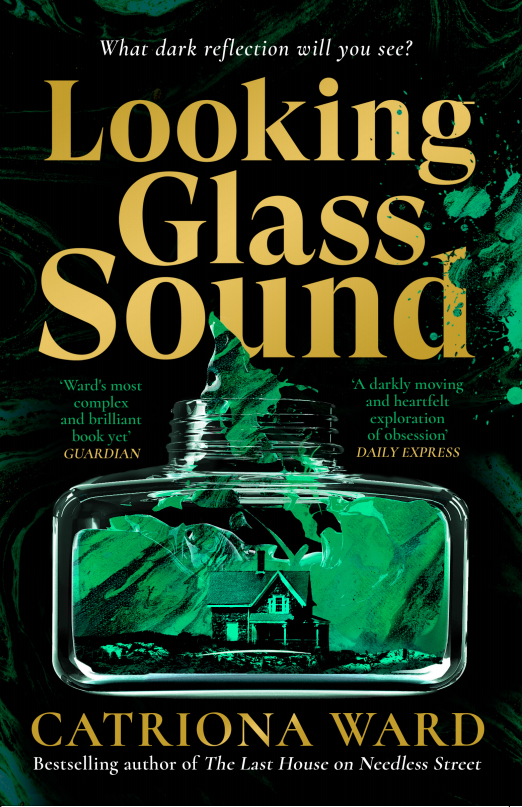 What dark reflection will you see?
Looking
Glass
Sound
‘Ward's most
complex
and brilliant
book yet’
GUARDIAN
‘A darkly moving
and heartfelt
exploration
of obsession’
DAILY EXPRESS
CATRIONA WARD
Bestselling author of The Last House on Needless Street